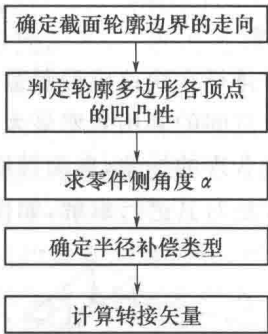 确定截面轮廓边界的走向
判定轮廓多边形各顶点
的凹凸性
求零件侧角度 α
确定半径补偿类型
计算转接矢量